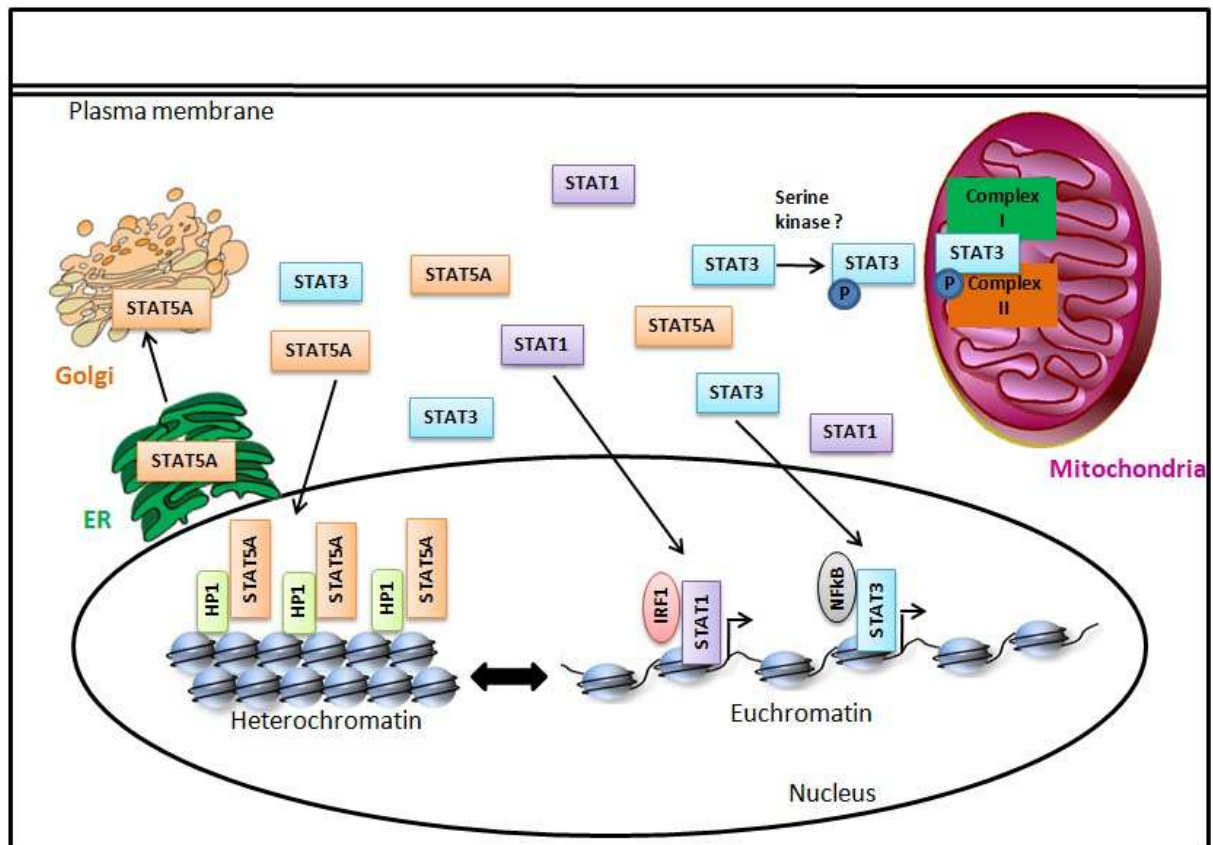 Plasma membrane
STAT1
Serine
kinase ?
Complex
I
STAT3
STAT5A
STAT3
STAT3
STAT3
P
P
Complex
II
STAT5A
STAT5A
STAT5A
STAT1
Golgi
STAT3
STAT3
STAT1
STAT5A
Mitochondria
ER
HP1
STAT5A
HP1
STAT5A
HP1
STAT5A
IRF1
STAT1
NFkB
STAT3
Heterochromatin
Euchromatin
Nucleus